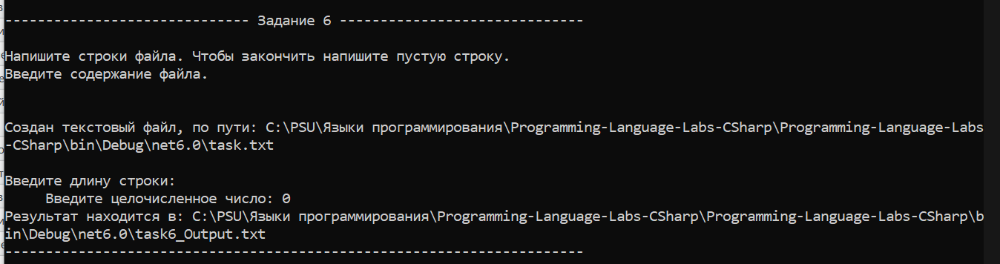 ------------------------------ Задание 6 ------------------------------
Напишите строки файла. Чтобы закончить напишите пустую строку.
Введите содержание файла.
Создан текстовый файл, по пути: C:\PSU\Языки программирования\Programming-Language-Labs-CSharp\Programming-Language-Labs
-CSharp\bin\Debug\net6.0\task.txt
Введите длину строки:
Введите целочисленное число: 0
Результат находится в: C:\PSU\Языки программирования\Programming-Language-Labs-CSharp\Programming-Language-Labs-CSharp\b
in\Debug\net6.0\task6_Output.txt
-----------------------------------------------------------------------